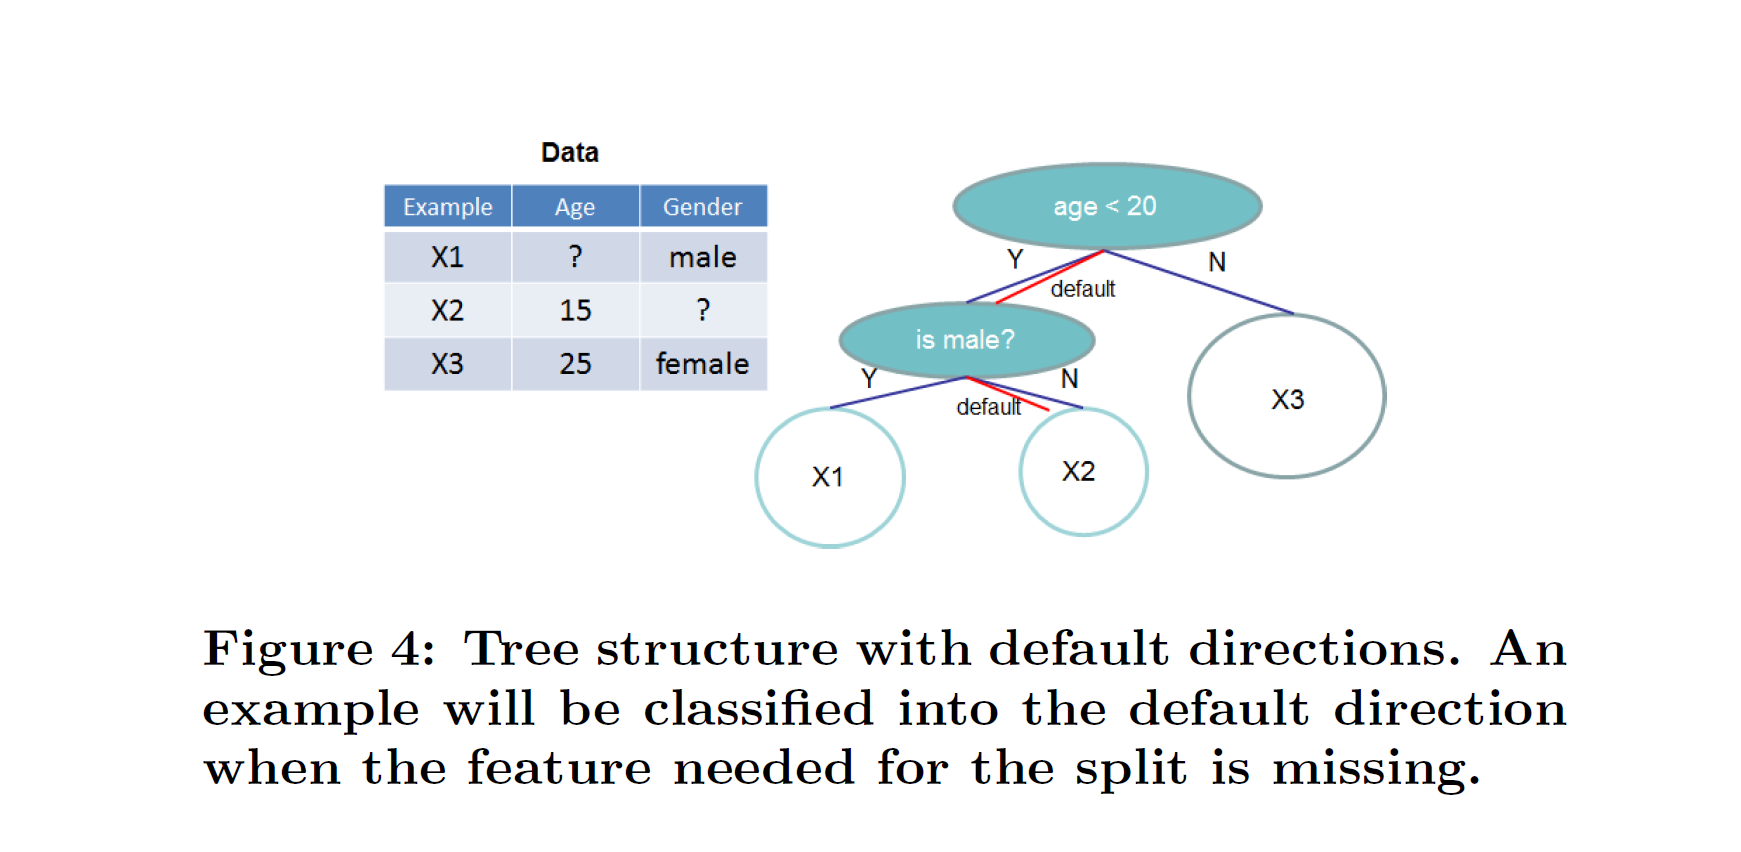 Data
Example Age Gender
X1 ? male
X2 15 ?
X3 25 female
age < 20
Y N
default
is male?
Y N
default
X1 X2 X3
Figure 4: Tree structure with default directions. An
example will be classified into the default direction
when the feature needed for the split is missing.